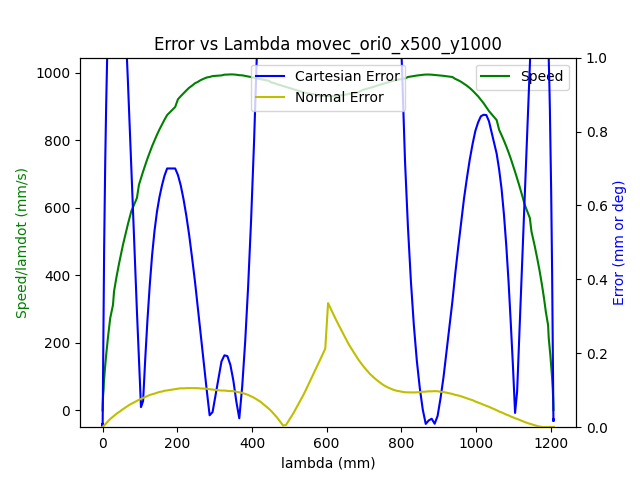 Error vs Lambda movec_ori0_x500_y1000
Cartesian Error
Normal Error
Speed
Speed/lamdot (mm/s)
1000
800
600
400
200
0
1.0
0.8
0.6
0.4
0.2
0.0
Error (mm or deg)
0 200 400 600 800 1000 1200
lambda (mm)